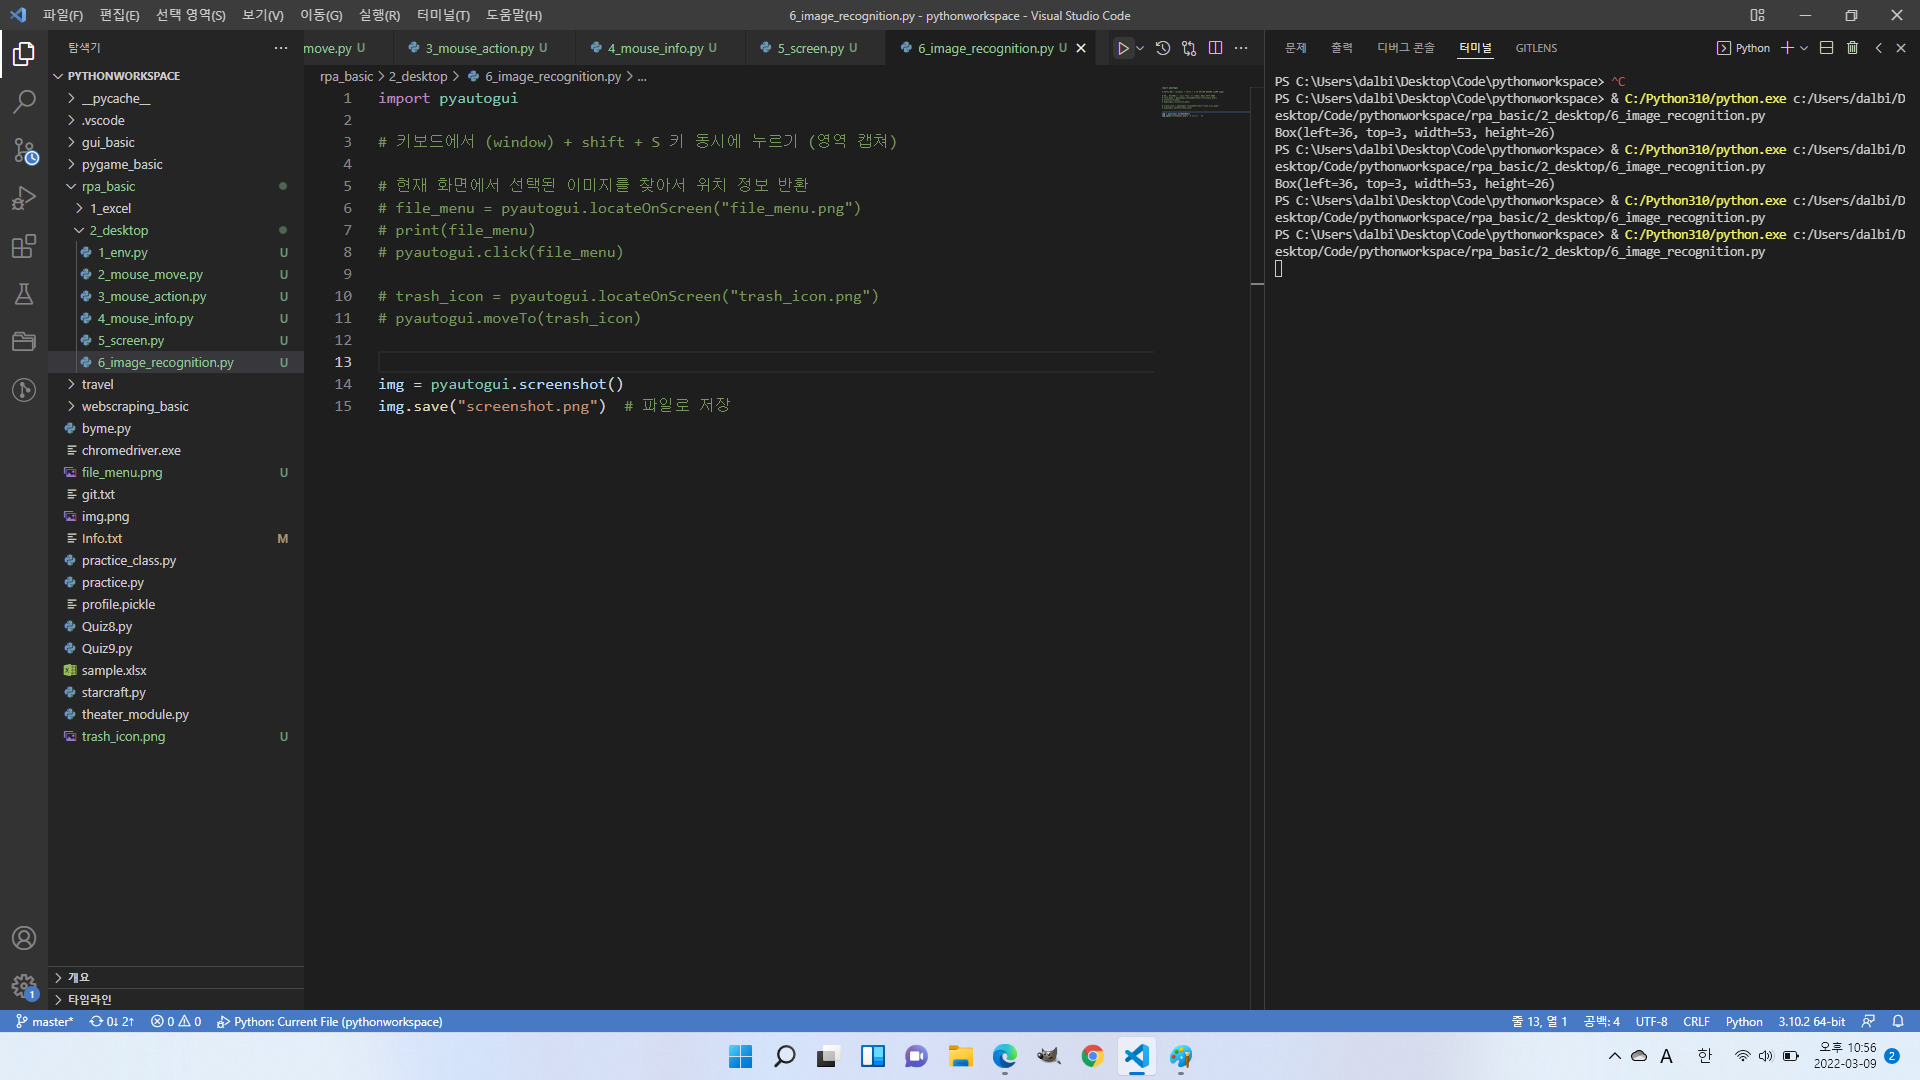 파일(F) 편집(E) 선택 영역(S) 보기(V) 이동(G) 실행(R) 터미널(T) 도움말(H)
6_image_recognition.py - pythonworkspace - Visual Studio Code
탐색기
PYTHONWORKSPACE
__pycache__
.vscode
gui_basic
pygame_basic
rpa_basic
1_excel
2_desktop
1_env.py U
2_mouse_move.py U
3_mouse_action.py U
4_mouse_info.py U
5_screen.py U
6_image_recognition.py U
travel
webscraping_basic
byme.py
chromedriver.exe
file_menu.png U
git.txt
img.png
Info.txt M
practice_class.py
practice.py
profile.pickle
Quiz8.py
Quiz9.py
sample.xlsx
starcraft.py
theater_module.py
trash_icon.png U
개요
타임라인
move.py U 3_mouse_action.py U 4_mouse_info.py U 5_screen.py U 6_image_recognition.py U
rpa_basic > 2_desktop > 6_image_recognition.py > ...
1 import pyautogui
2
3 # 키보드에서 (window) + shift + S 키 동시에 누르기 (영역 캡쳐)
4
5 # 현재 화면에서 선택된 이미지를 찾아서 위치 정보 반환
6 # file_menu = pyautogui.locateOnScreen("file_menu.png")
7 # print(file_menu)
8 # pyautogui.click(file_menu)
9
10 # trash_icon = pyautogui.locateOnScreen("trash_icon.png")
11 # pyautogui.moveTo(trash_icon)
12
13
14 img = pyautogui.screenshot()
15 img.save("screenshot.png")  # 파일로 저장
문제 출력 디버그 콘솔 터미널 GITLENS
Python
PS C:\Users\dalbi\Desktop\Code\pythonworkspace> ^C
PS C:\Users\dalbi\Desktop\Code\pythonworkspace> & C:/Python310/python.exe c:/Users/dalbi/D
esktop/Code/pythonworkspace/rpa_basic/2_desktop/6_image_recognition.py
Box(left=36, top=3, width=53, height=26)
PS C:\Users\dalbi\Desktop\Code\pythonworkspace> & C:/Python310/python.exe c:/Users/dalbi/D
esktop/Code/pythonworkspace/rpa_basic/2_desktop/6_image_recognition.py
Box(left=36, top=3, width=53, height=26)
PS C:\Users\dalbi\Desktop\Code\pythonworkspace> & C:/Python310/python.exe c:/Users/dalbi/D
esktop/Code/pythonworkspace/rpa_basic/2_desktop/6_image_recognition.py
PS C:\Users\dalbi\Desktop\Code\pythonworkspace> & C:/Python310/python.exe c:/Users/dalbi/D
esktop/Code/pythonworkspace/rpa_basic/2_desktop/6_image_recognition.py
1
master* 0↓ 2↑ 0 0 Python: Current File (pythonworkspace)
줄 13, 열 1 공백: 4 UTF-8 CRLF Python 3.10.2 64-bit
A 한 오후 10:56
2022-03-09 2